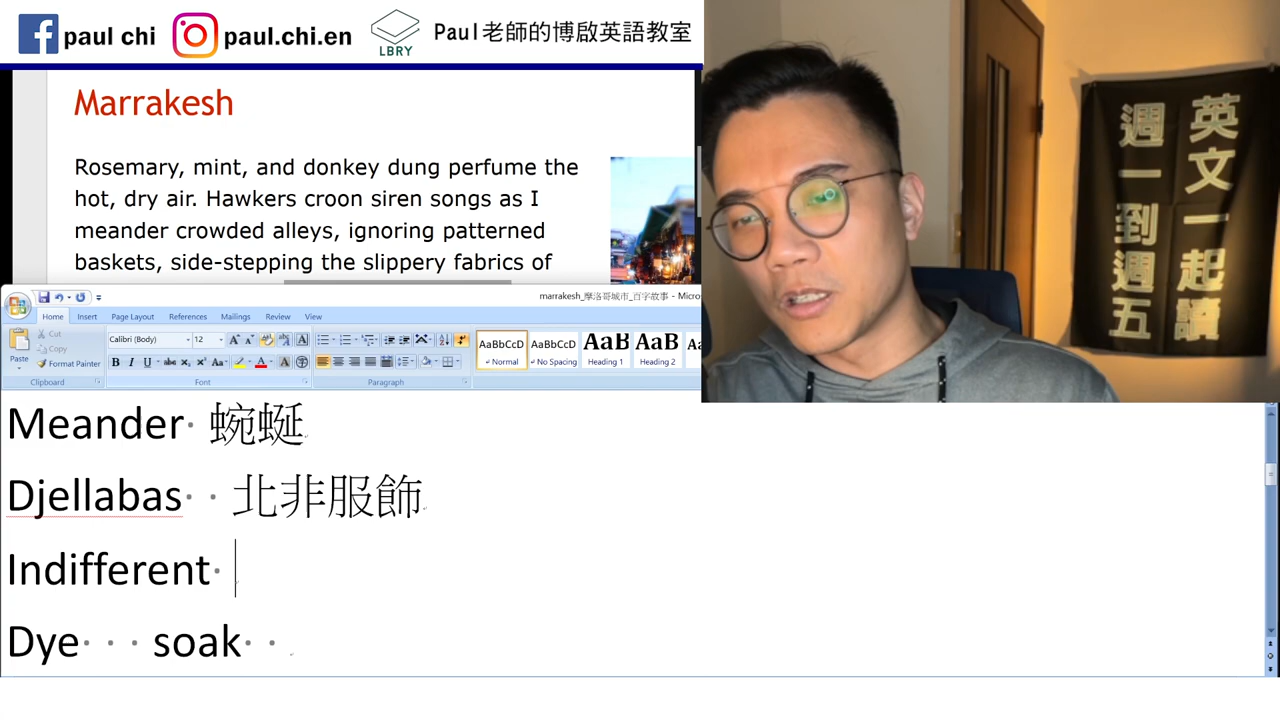 paul chi
paul.chi.en
LBRY
Paul老師的博啟英語教室
Marrakesh
Rosemary, mint, and donkey dung perfume the
hot, dry air. Hawkers croon siren songs as I
meander crowded alleys, ignoring patterned
baskets, side-stepping the slippery fabrics of
marrakesh_摩洛哥城市_百字故事 - Micro
Home Insert Page Layout References Mailings Review View
Paste
Cut
Copy
Format Painter
Clipboard
Calibri (Body) 12
Font
Paragraph
AaBbCcD AaBbCcD AaB AaB
Normal No Spacing Heading 1 Heading 2
Meander 蜿蜒
Djellabas 北非服飾
Indifferent
Dye soak
英文一起讀
週一到週五